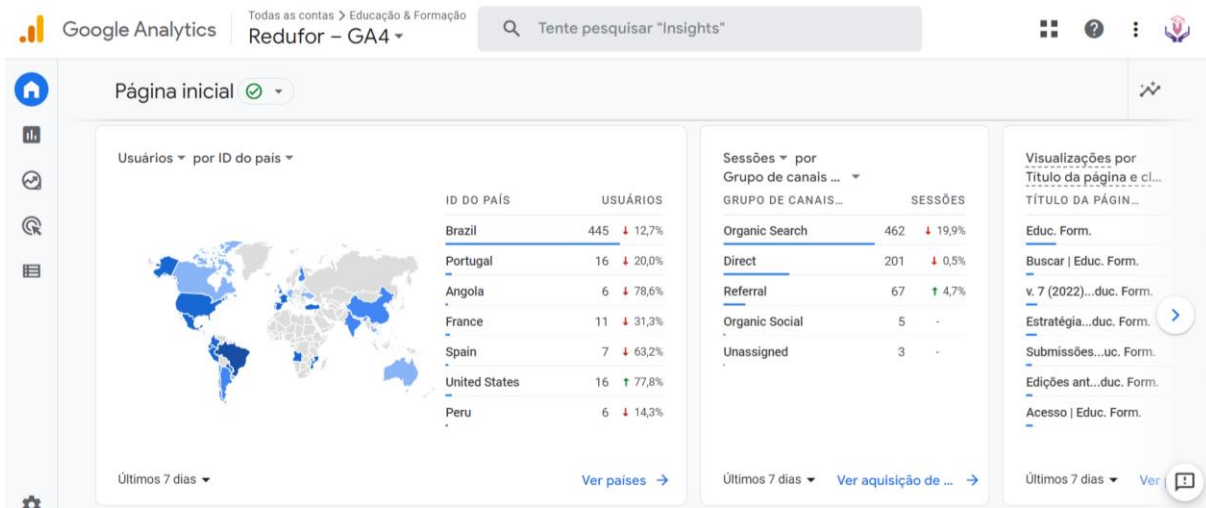 Google Analytics
Todas as contas > Educação & Formação
Redufor – GA4
Tente pesquisar "Insights"
Página inicial
Usuários por ID do país
ID DO PAÍS USUÁRIOS
Brazil 445 ↓ 12,7%
Portugal 16 ↓ 20,0%
Angola 6 ↓ 78,6%
France 11 ↓ 31,3%
Spain 7 ↓ 63,2%
United States 16 ↑ 77,8%
Peru 6 ↓ 14,3%
Últimos 7 dias
Ver países →
Sessões por
Grupo de canais ...
GRUPO DE CANAIS... SESSÕES
Organic Search 462 ↓ 19,9%
Direct 201 ↓ 0,5%
Referral 67 ↑ 4,7%
Organic Social 5 -
Unassigned 3 -
Últimos 7 dias
Ver aquisição de ... →
Visualizações por
Título da página e cl...
TÍTULO DA PÁGIN...
Educ. Form.
Buscar | Educ. Form.
v. 7 (2022)...duc. Form.
Estratégia...duc. Form.
Submissões...uc. Form.
Edições ant...duc. Form.
Acesso | Educ. Form.
Últimos 7 dias
Ver